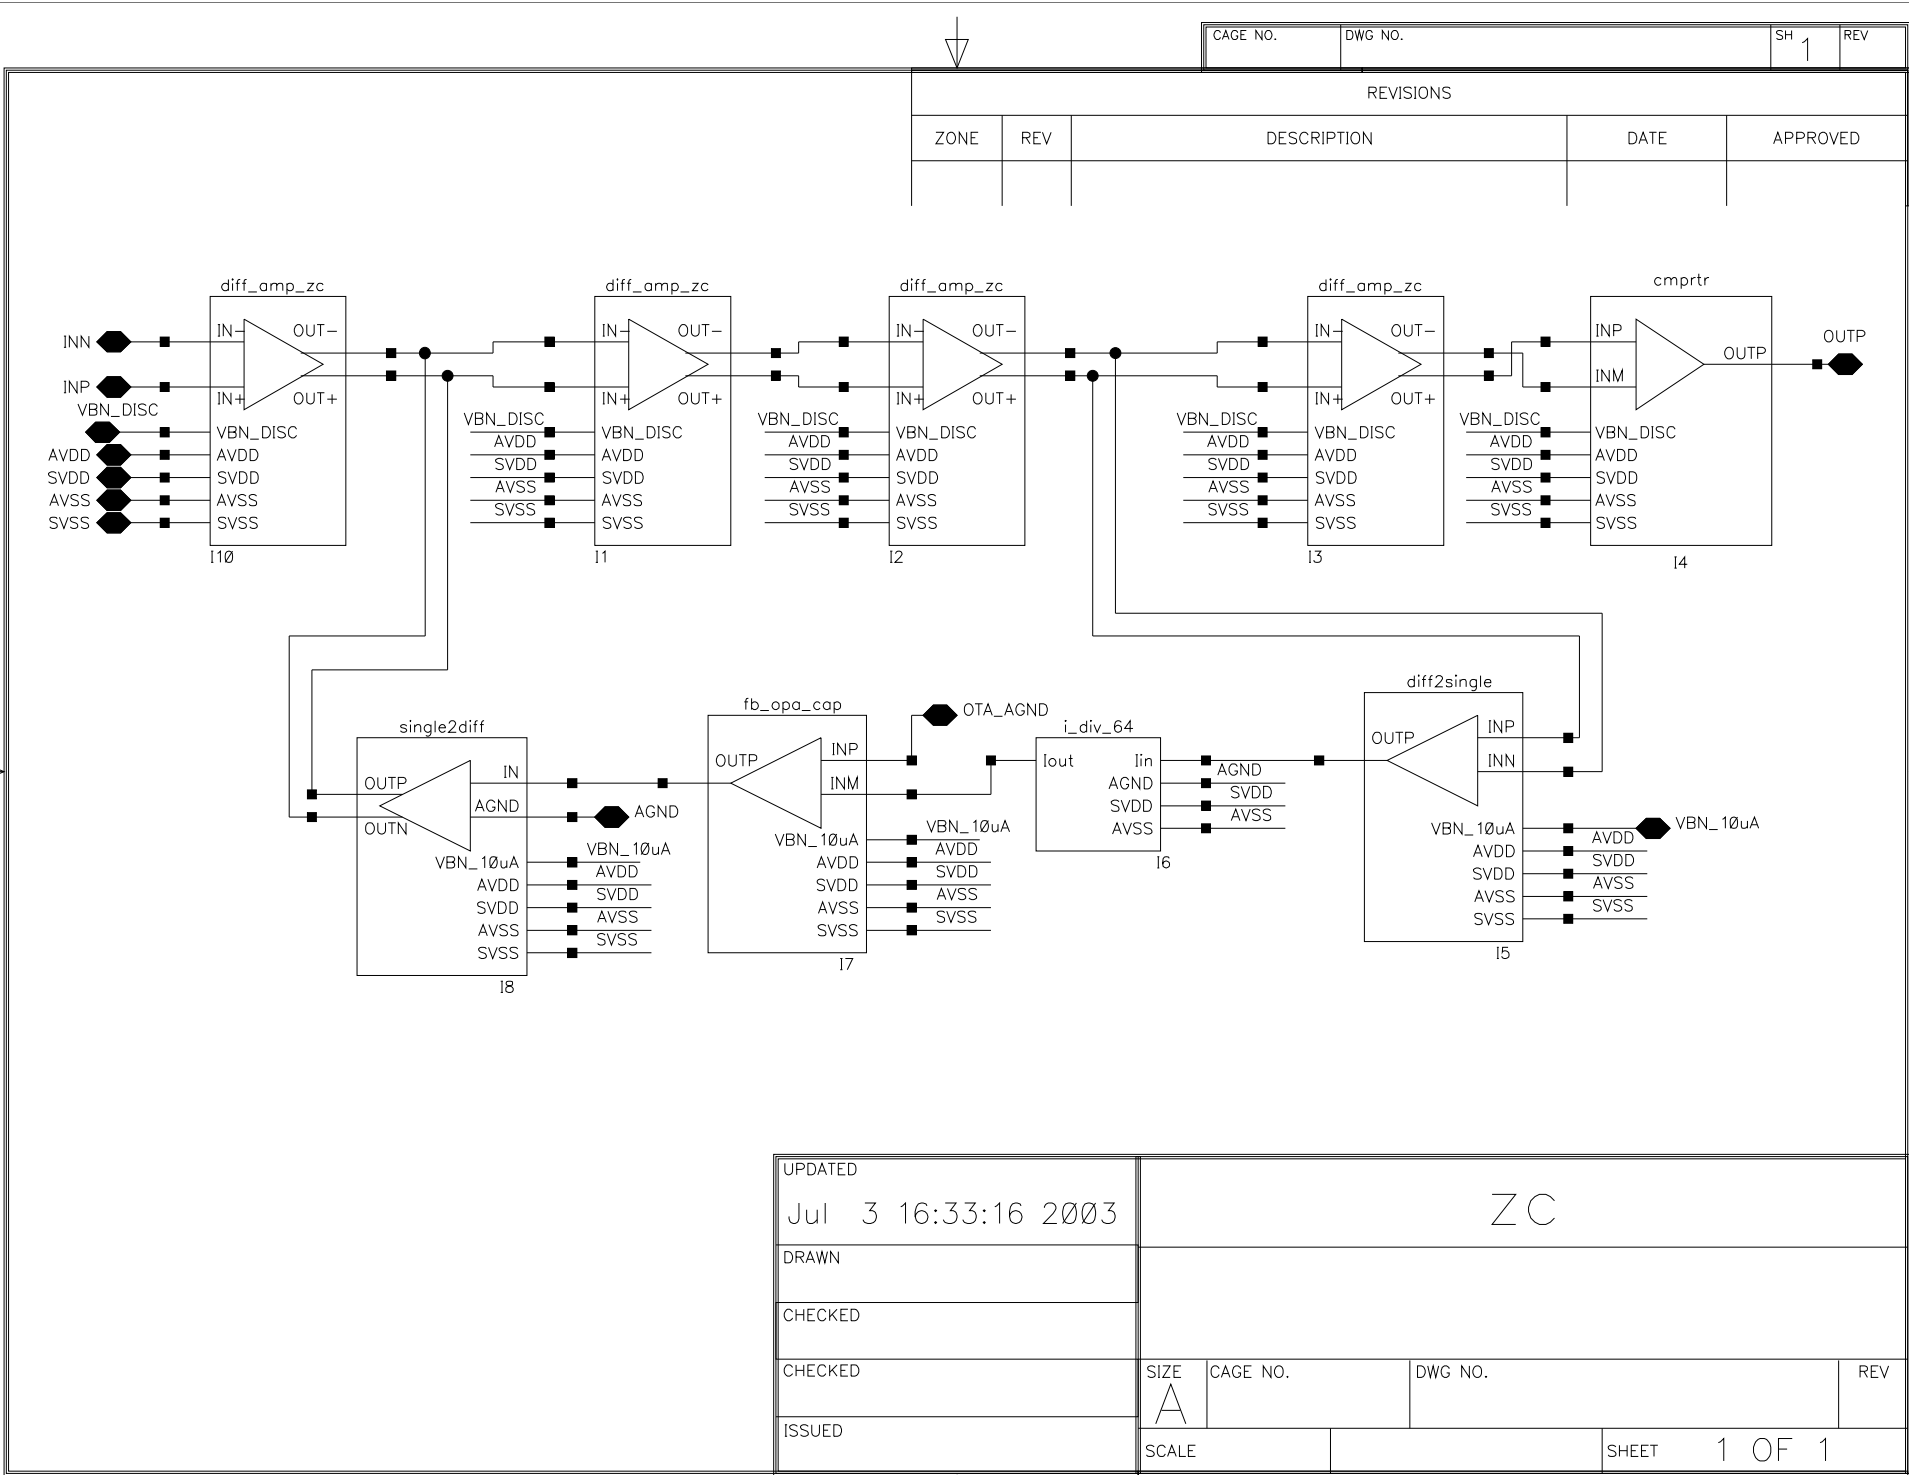 CAGE NO. DWG NO. SH 1 REV
REVISIONS
ZONE REV DESCRIPTION DATE APPROVED
diff_amp_zc
INN
INP
VBN_DISC
AVDD
SVDD
AVSS
SVSS
IN- OUT-
IN+ OUT+
VBN_DISC
AVDD
SVDD
AVSS
SVSS
I10
diff_amp_zc
IN- OUT-
IN+ OUT+
VBN_DISC VBN_DISC
AVDD AVDD
SVDD SVDD
AVSS AVSS
SVSS SVSS
I1
diff_amp_zc
IN- OUT-
IN+ OUT+
VBN_DISC VBN_DISC
AVDD AVDD
SVDD SVDD
AVSS AVSS
SVSS SVSS
I2
diff_amp_zc
IN- OUT-
IN+ OUT+
VBN_DISC VBN_DISC
AVDD AVDD
SVDD SVDD
AVSS AVSS
SVSS SVSS
I3
cmprtr
INP
INM
OUTP
OUTP
VBN_DISC VBN_DISC
AVDD AVDD
SVDD SVDD
AVSS AVSS
SVSS SVSS
I4
single2diff
OUTP IN
OUTN AGND
AGND
VBN_10uA VBN_10uA
AVDD AVDD
SVDD SVDD
AVSS AVSS
SVSS SVSS
I8
fb_opa_cap
OUTP INP
INM
OTA_AGND
VBN_10uA VBN_10uA
AVDD AVDD
SVDD SVDD
AVSS AVSS
SVSS SVSS
I7
i_div_64
Iout Iin
AGND AGND
SVDD SVDD
AVSS AVSS
I6
diff2single
OUTP INP
INN
VBN_10uA VBN_10uA
AVDD AVDD
SVDD SVDD
AVSS AVSS
SVSS SVSS
I5
UPDATED
Jul 3 16:33:16 2003
DRAWN
CHECKED
CHECKED
ISSUED
ZC
SIZE A CAGE NO. DWG NO. REV
SCALE SHEET 1 OF 1